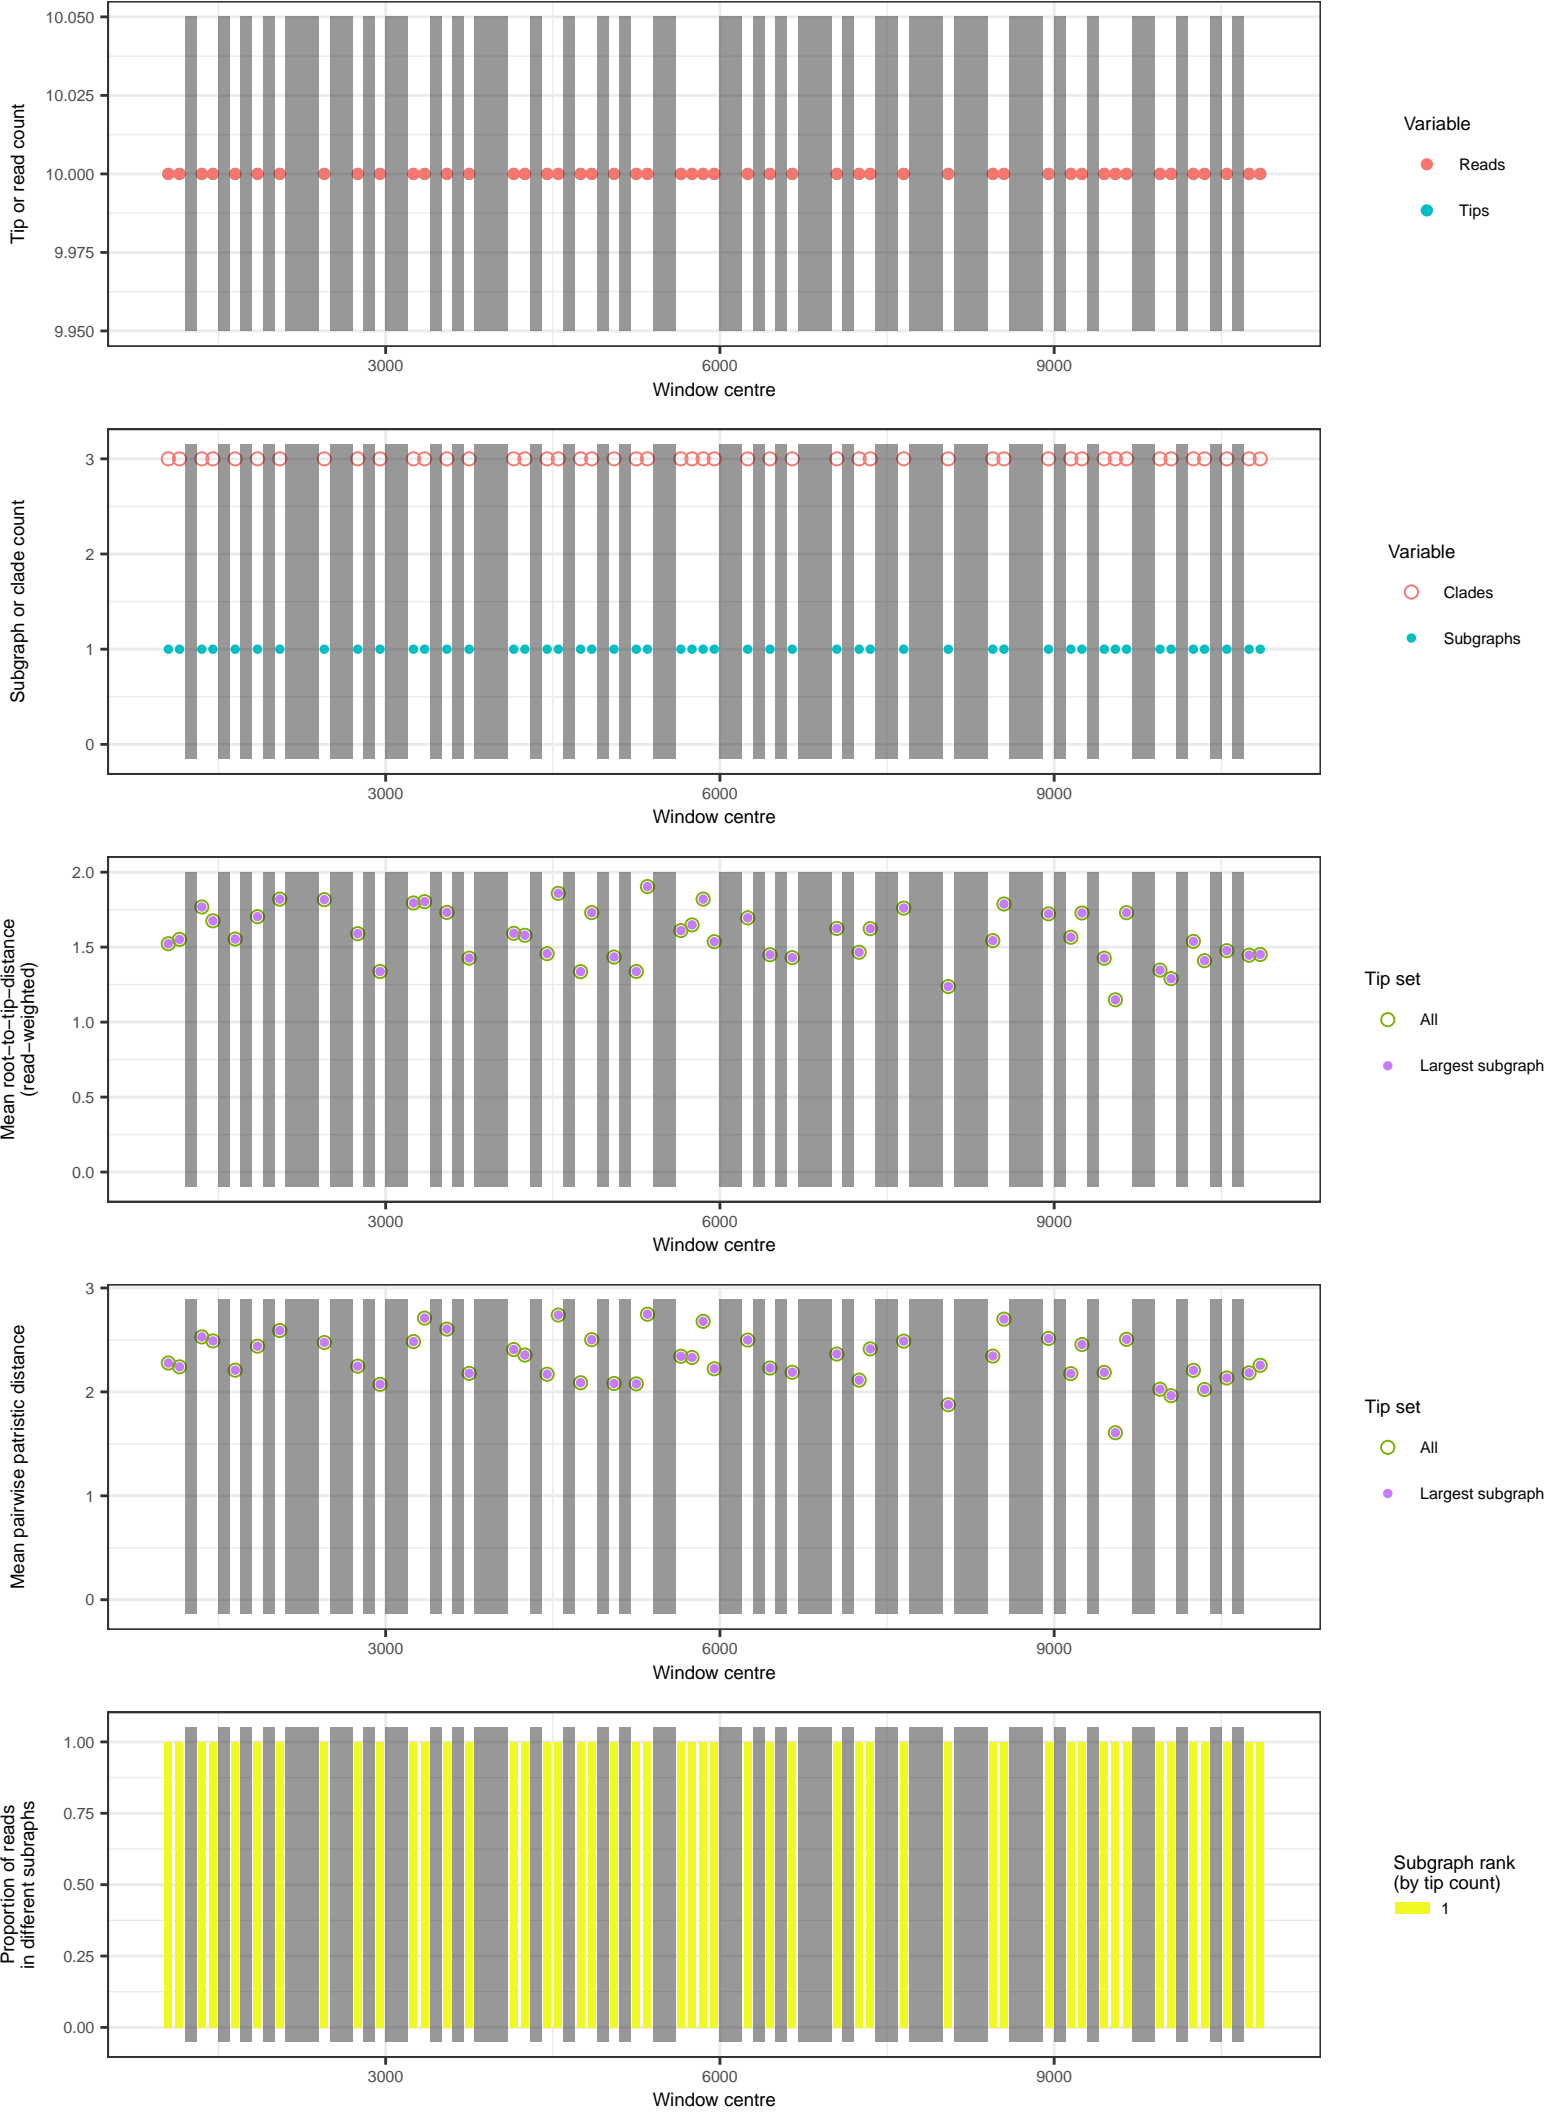 10.050
10.025
10.000
9.975
9.950
Tip or read count
3000
6000
9000
Window centre
Variable
Reads
Tips
3
2
1
0
Subgraph or clade count
3000
6000
9000
Window centre
Variable
Clades
Subgraphs
2.0
1.5
1.0
0.5
0.0
Mean root−to−tip−distance
(read−weighted)
3000
6000
9000
Window centre
Tip set
All
Largest subgraph
3
2
1
0
Mean pairwise patristic distance
3000
6000
9000
Window centre
Tip set
All
Largest subgraph
1.00
0.75
0.50
0.25
0.00
Proportion of reads
in different subraphs
3000
6000
9000
Window centre
Subgraph rank
(by tip count)
1